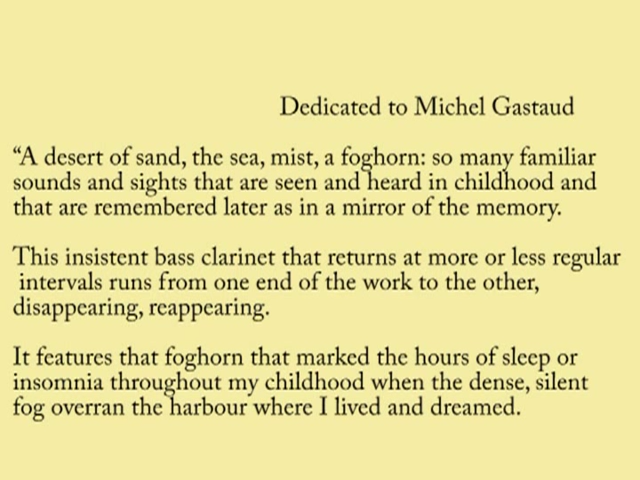 Dedicated to Michel Gastaud
“A desert of sand, the sea, mist, a foghorn: so many familiar
sounds and sights that are seen and heard in childhood and
that are remembered later as in a mirror of the memory.
This insistent bass clarinet that returns at more or less regular
intervals runs from one end of the work to the other,
disappearing, reappearing.
It features that foghorn that marked the hours of sleep or
insomnia throughout my childhood when the dense, silent
fog overran the harbour where I lived and dreamed.